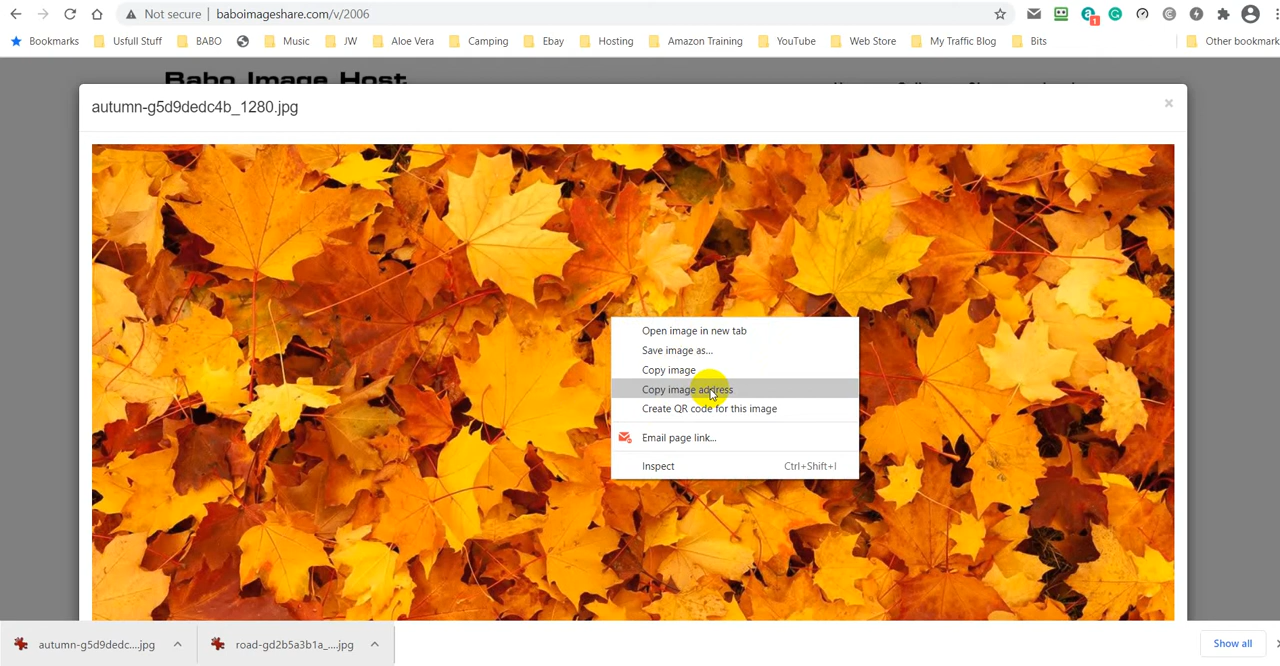 Not secure | baboimageshare.com/v/2006
1
Bookmarks Usfull Stuff BABO Music JW Aloe Vera Camping Ebay Hosting Amazon Training YouTube Web Store My Traffic Blog Bits Other bookmark
Babo Image Host
autumn-g5d9dedc4b_1280.jpg ×
Open image in new tab
Save image as...
Copy image
Copy image address
Create QR code for this image
Email page link...
Inspect Ctrl+Shift+I
autumn-g5d9dedc....jpg road-gd2b5a3b1a_....jpg Show all